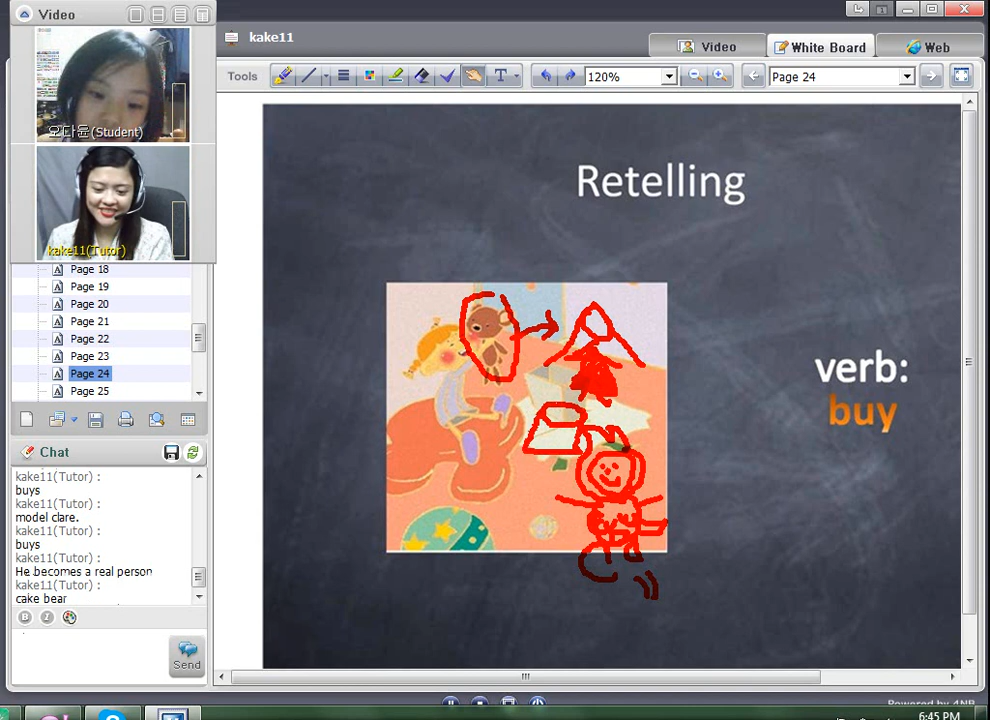 Video
오다윤(Student)
kake11(Tutor)
Page 18
Page 19
Page 20
Page 21
Page 22
Page 23
Page 24
Page 25
Chat
kake11(Tutor) :
buys
kake11(Tutor) :
model clare.
kake11(Tutor) :
buys
kake11(Tutor) :
He becomes a real person
kake11(Tutor) :
cake bear
Send
kake11
Video
White Board
Web
Tools
T
120%
Page 24
Retelling
verb:
buy
Powered by 4NB
6:45 PM